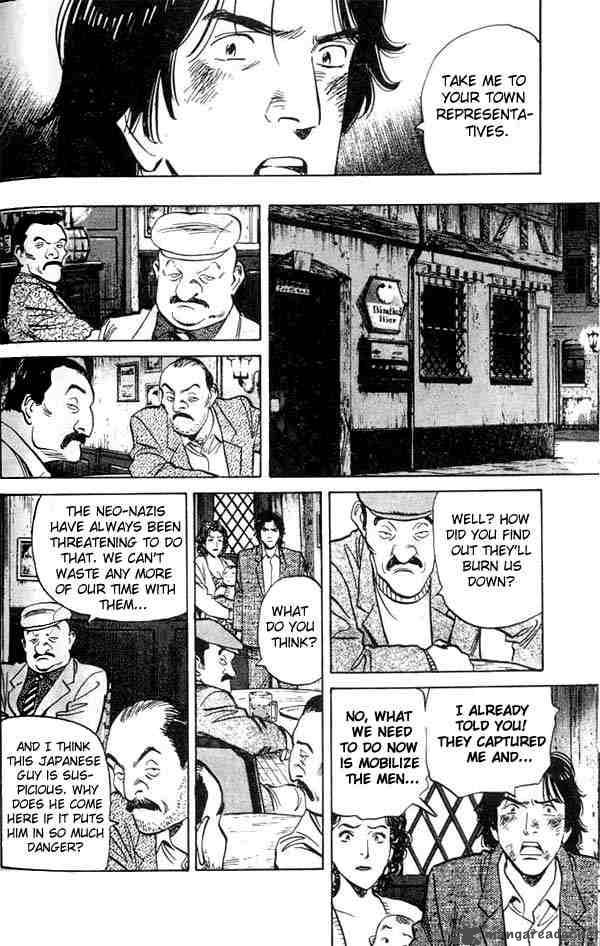 TAKE ME TO
YOUR TOWN
REPRESENTA-
TIVES.
WELL? HOW
DID YOU FIND
OUT THEY'LL
BURN US
DOWN?
I ALREADY
TOLD YOU!
THEY CAPTURED
ME AND...
NO, WHAT
WE NEED
TO DO NOW
IS MOBILIZE
THE MEN...
WHAT
DO YOU
THINK?
THE NEO-NAZIS
HAVE ALWAYS BEEN
THREATENING TO DO
THAT. WE CAN'T
WASTE ANY MORE
OF OUR TIME WITH
THEM...
AND I THINK
THIS JAPANESE
GUY IS SUS-
PICIOUS. WHY
DOES HE COME
HERE IF IT PUTS
HIM IN SO MUCH
DANGER?